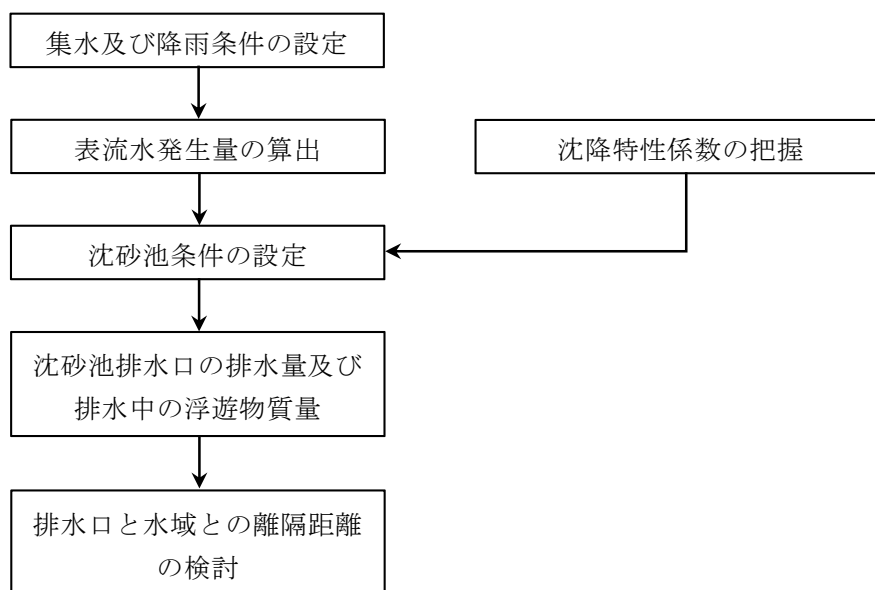 集水及び降雨条件の設定
表流水発生量の算出
沈降特性係数の把握
沈砂池条件の設定
沈砂池排水口の排水量及び
排水中の浮遊物質量
排水口と水域との離隔距離
の検討